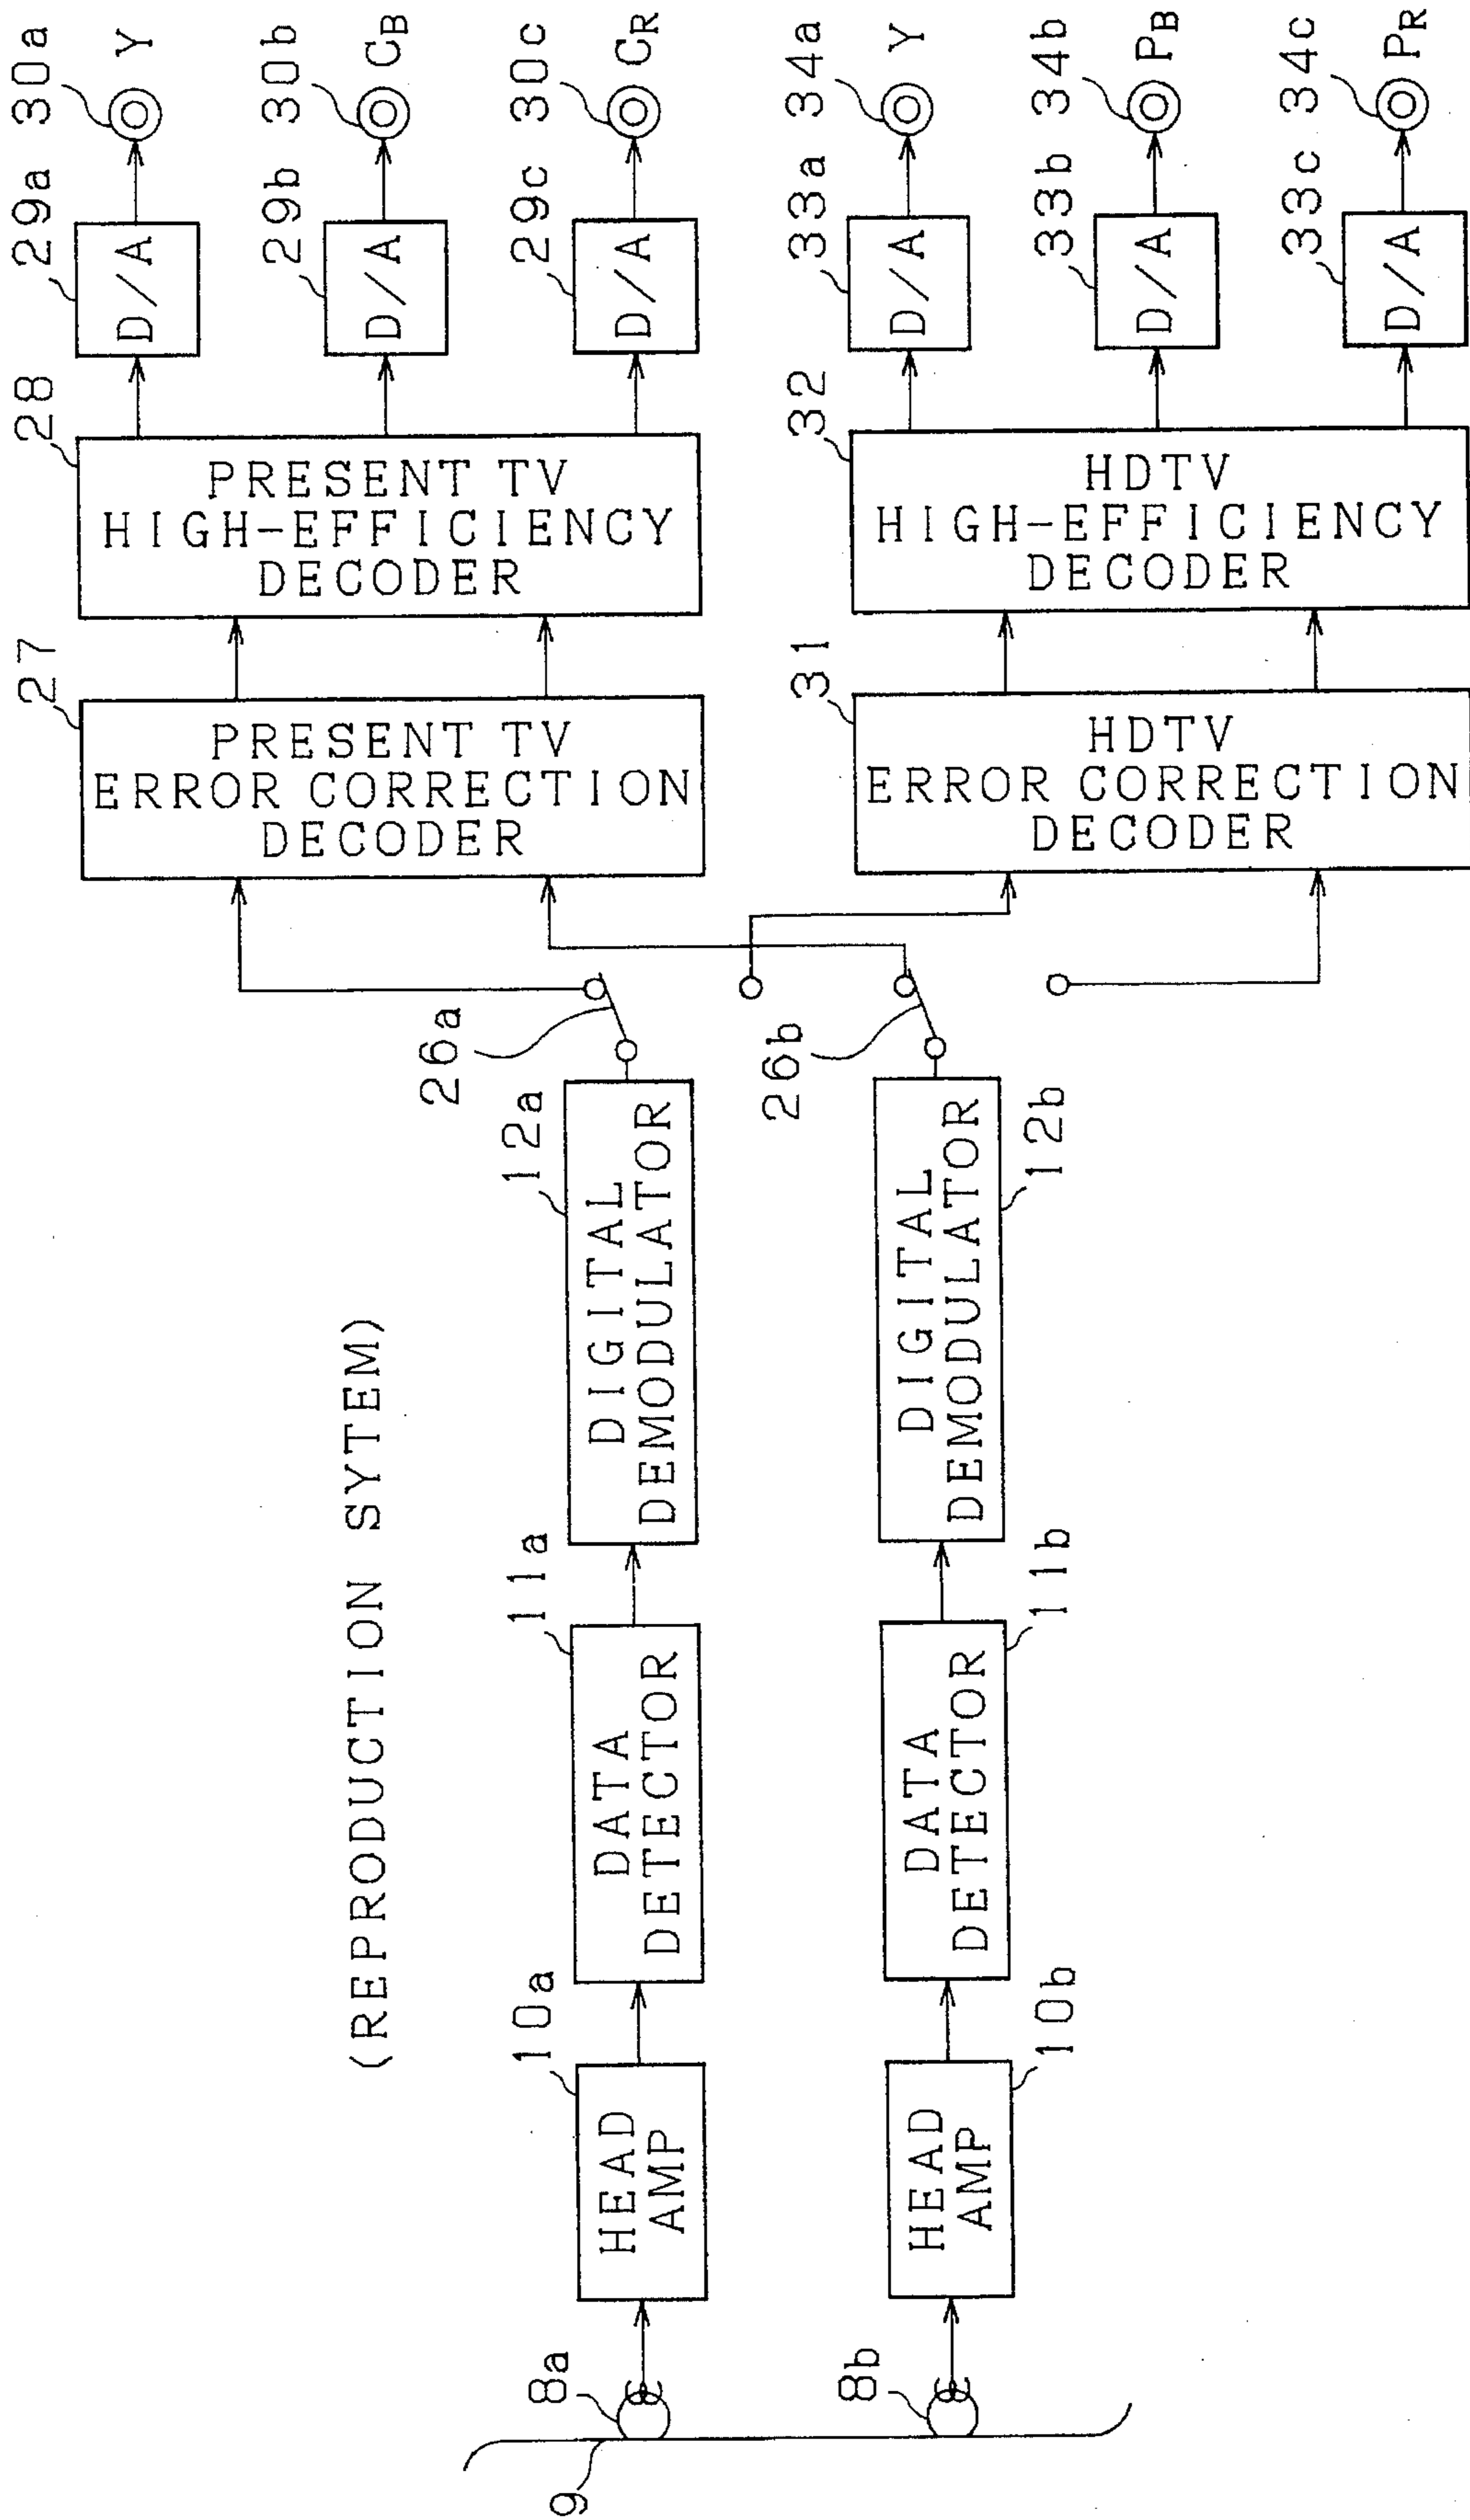 (REPRODUCTION SYTEM)
9
8a
8b
10a
HEAD
AMP
10b
HEAD
AMP
11a
DATA
DETECTOR
11b
DATA
DETECTOR
12a
DIGITAL
DEMODULATOR
12b
DIGITAL
DEMODULATOR
26a
26b
27
PRESENT TV
ERROR CORRECTION
DECODER
31
HDTV
ERROR CORRECTION
DECODER
28
PRESENT TV
HIGH-EFFICIENCY
DECODER
32
HDTV
HIGH-EFFICIENCY
DECODER
29a
D/A
30a
Y
29b
D/A
30b
CB
29c
D/A
30c
CR
33a
D/A
34a
Y
33b
D/A
34b
PB
33c
D/A
34c
PR